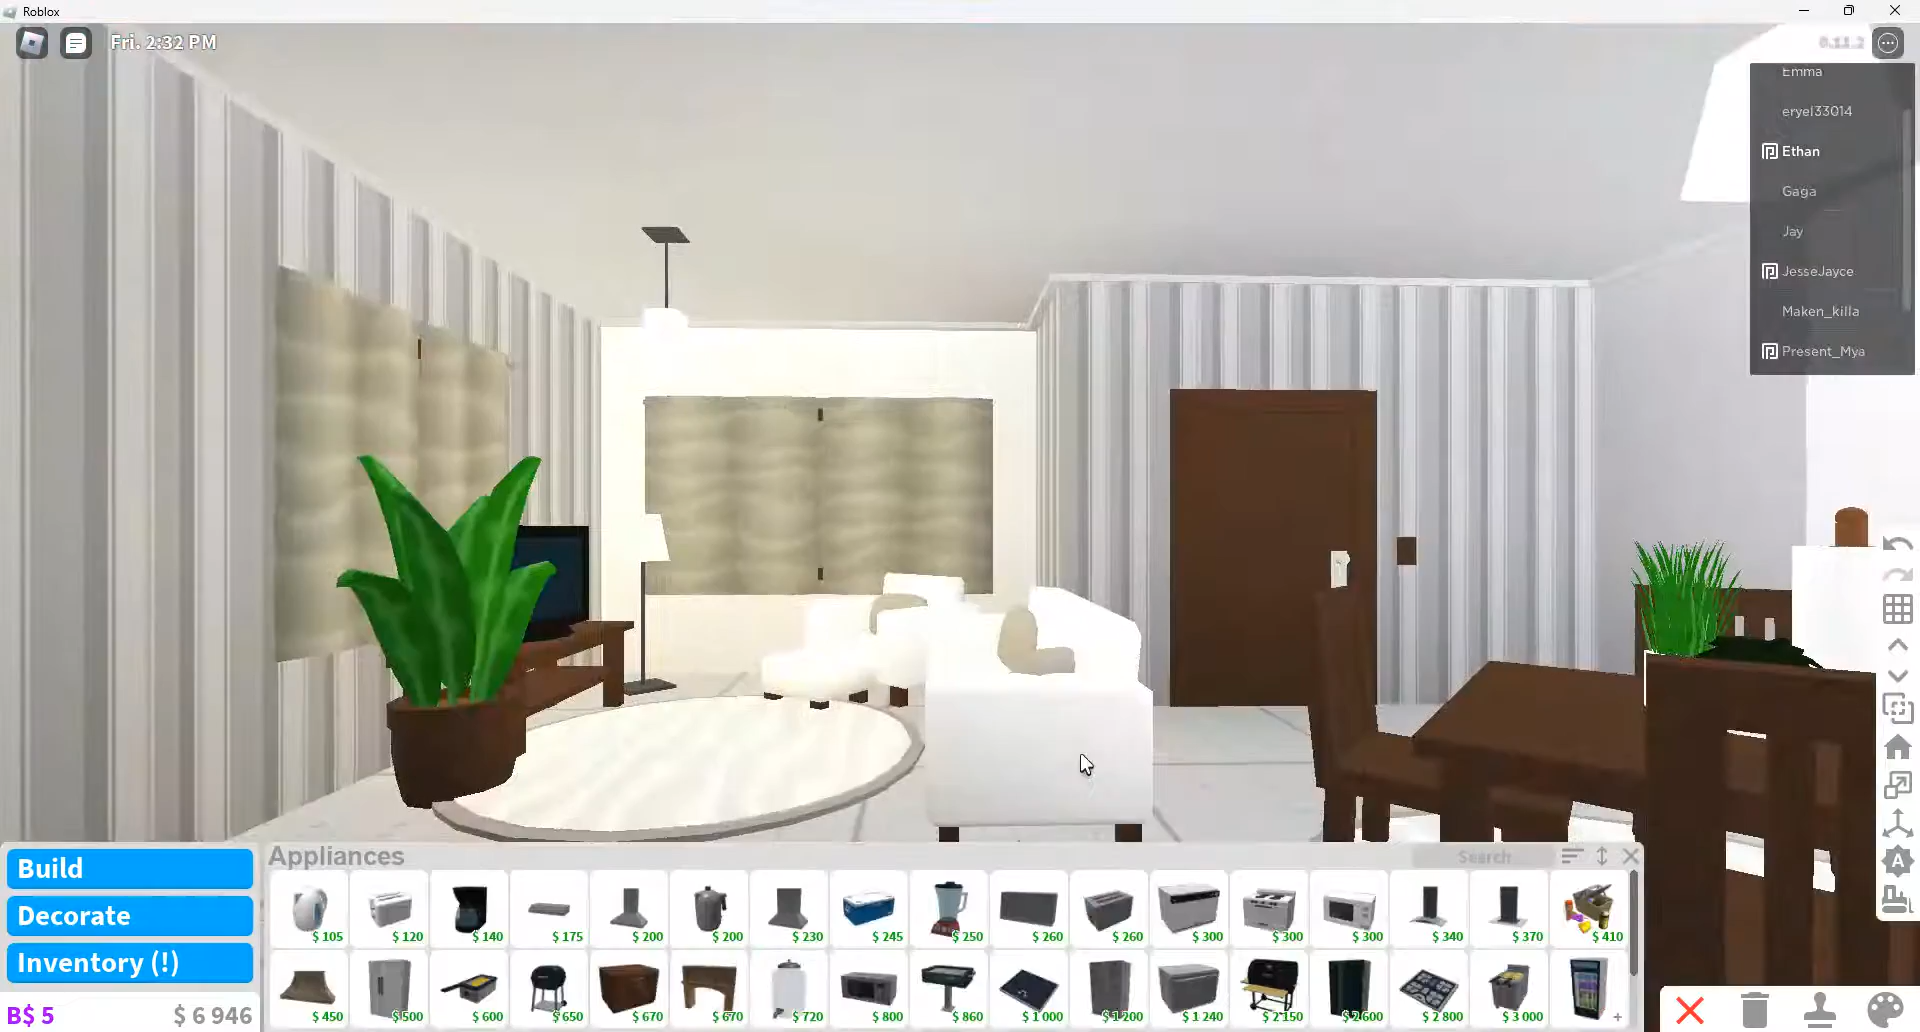 Roblox
Fri. 2:32 PM
0.11.2
Emma
eryel33014
Ethan
Gaga
Jay
JesseJayce
Maken_killa
Present_Mya
Build
Decorate
Inventory (!)
B$ 5 $ 6 946
Appliances
Search
$ 105 $ 120 $ 140 $ 175 $ 200 $ 200 $ 230 $ 245 $ 250 $ 260 $ 260 $ 300 $ 300 $ 300 $ 340 $ 370 $ 410
$ 450 $ 500 $ 600 $ 650 $ 670 $ 670 $ 720 $ 800 $ 860 $ 1 000 $ 1 200 $ 1 240 $ 2 150 $ 2 600 $ 2 800 $ 3 000 +
A